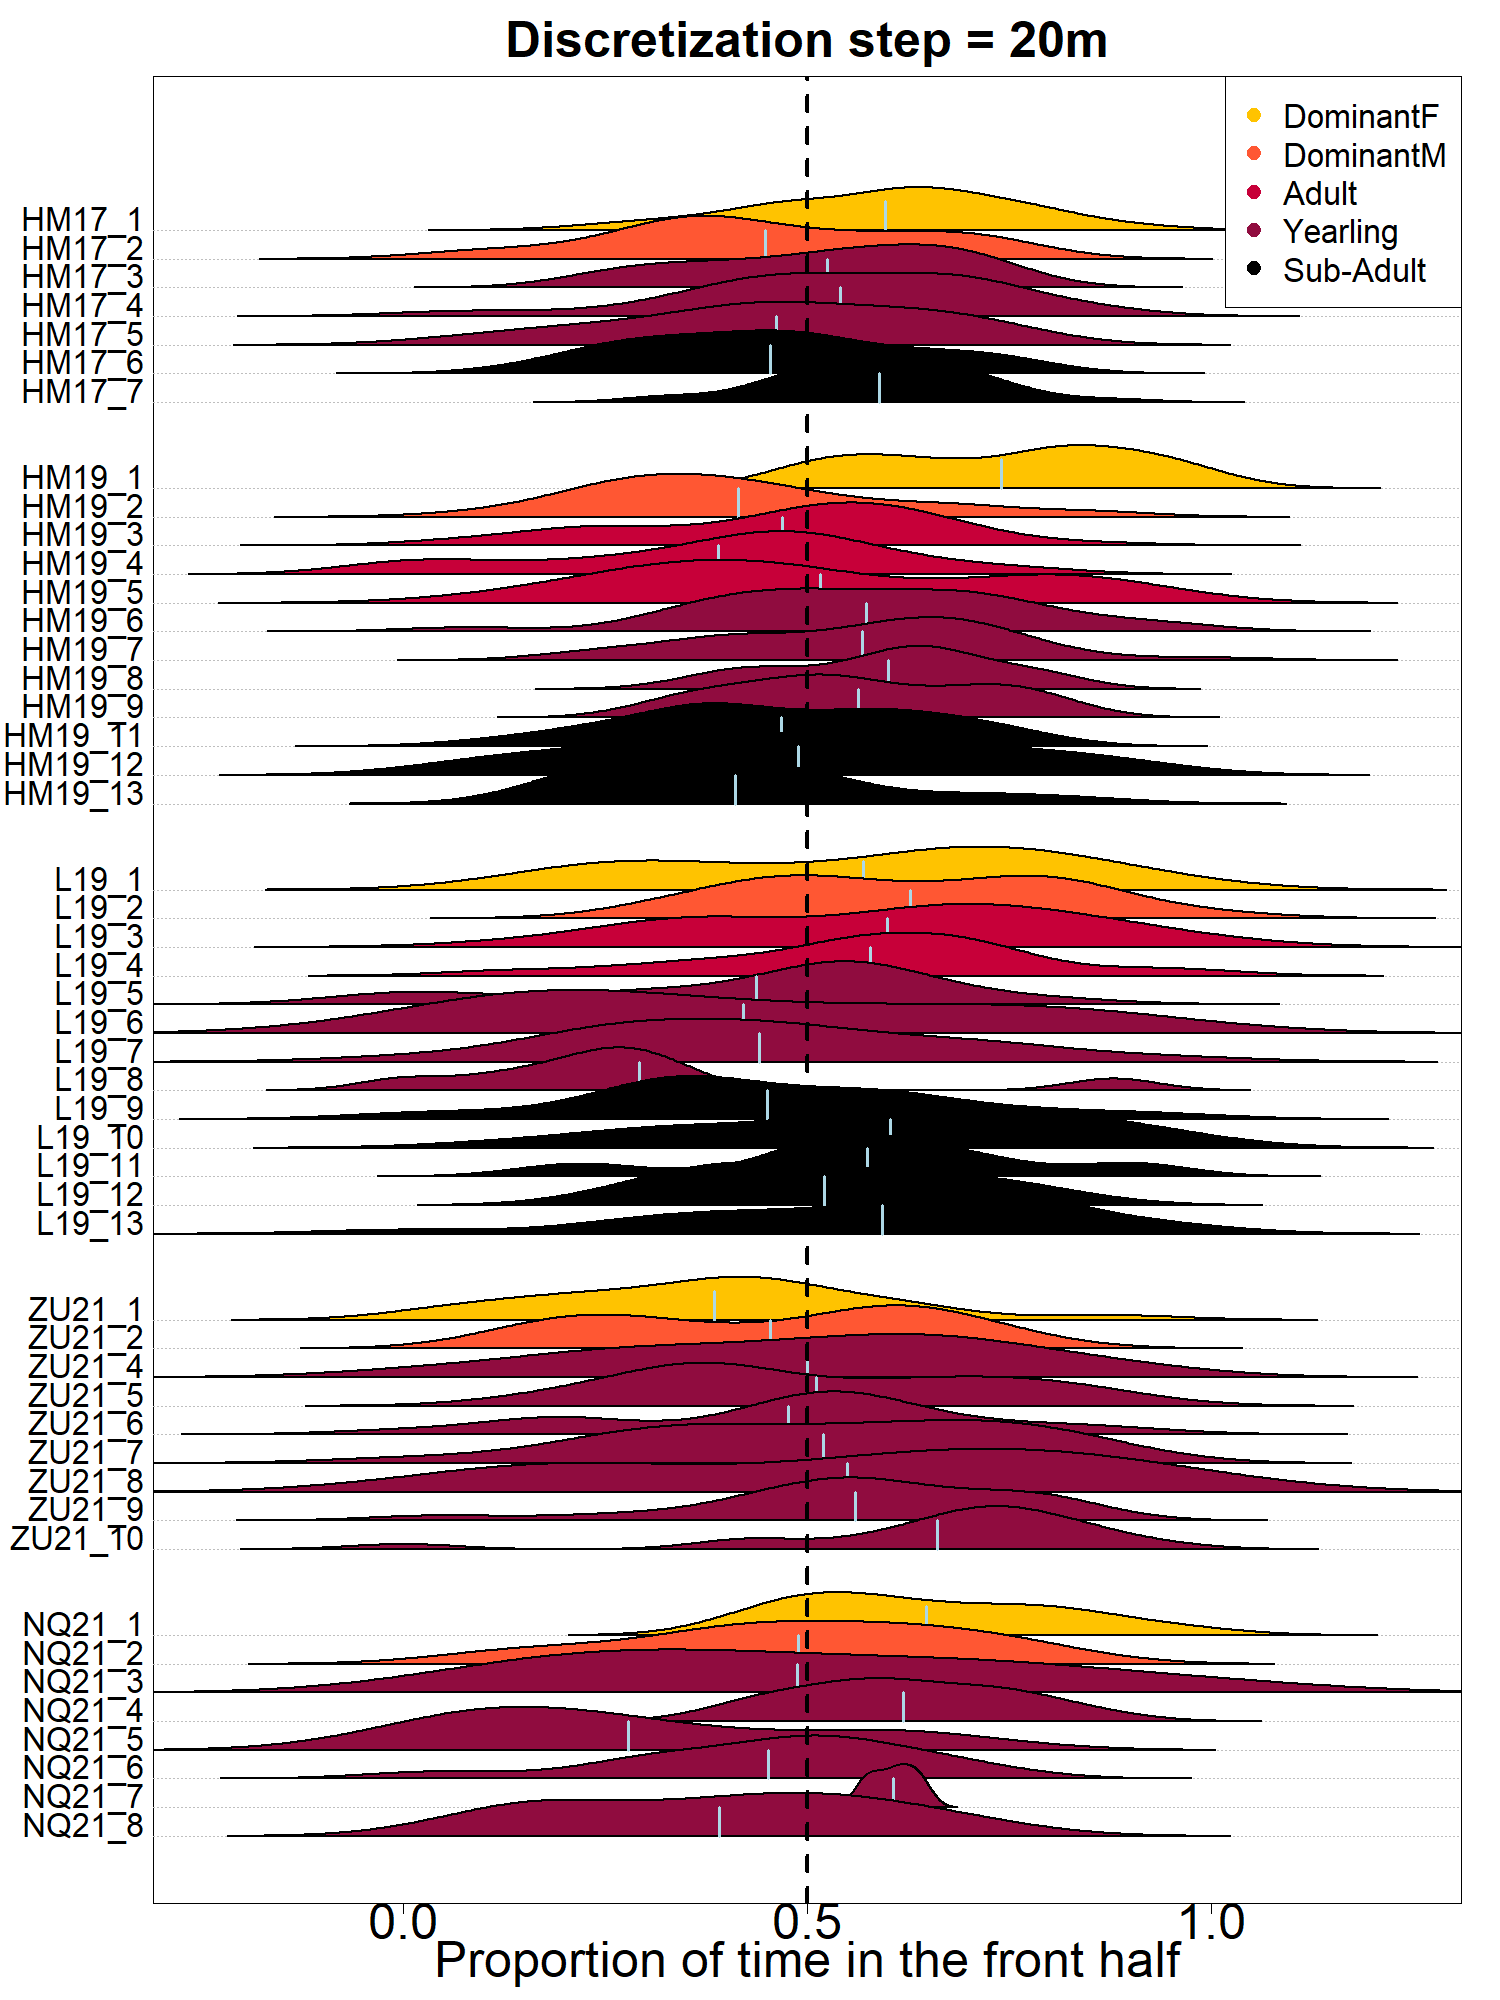 Discretization step = 20m
DominantF
DominantM
Adult
Yearling
Sub-Adult
HM17_1
HM17_2
HM17_3
HM17_4
HM17_5
HM17_6
HM17_7
HM19_1
HM19_2
HM19_3
HM19_4
HM19_5
HM19_6
HM19_7
HM19_8
HM19_9
HM19_11
HM19_12
HM19_13
L19_1
L19_2
L19_3
L19_4
L19_5
L19_6
L19_7
L19_8
L19_9
L19_10
L19_11
L19_12
L19_13
ZU21_1
ZU21_2
ZU21_4
ZU21_5
ZU21_6
ZU21_7
ZU21_8
ZU21_9
ZU21_10
NQ21_1
NQ21_2
NQ21_3
NQ21_4
NQ21_5
NQ21_6
NQ21_7
NQ21_8
0.0 0.5 1.0
Proportion of time in the front half